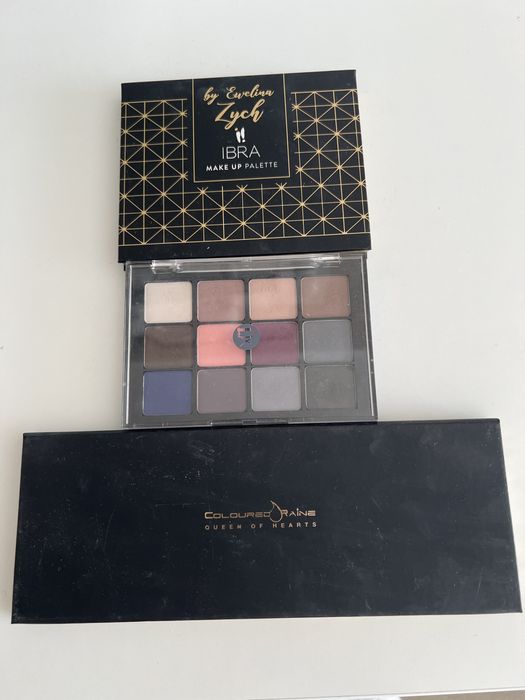 by Ewelina
Zych
IBRA
MAKE UP PALETTE
COLOURED RAINE
QUEEN OF HEARTS